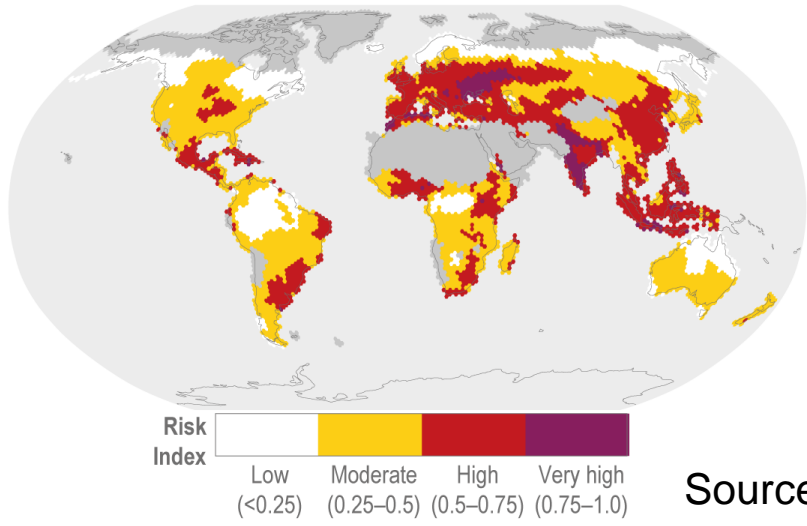 Risk
Index
Low
(<0.25)
Moderate
(0.25–0.5)
High
(0.5–0.75)
Very high
(0.75–1.0)
Source